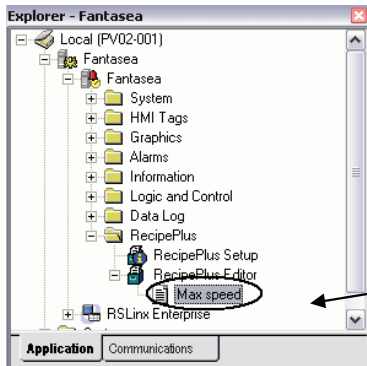 Explorer - Fantasea
Local (PV02-001)
Fantasea
Fantasea
System
HMI Tags
Graphics
Alarms
Information
Logic and Control
Data Log
RecipePlus
RecipePlus Setup
RecipePlus Editor
Max speed
RSLinx Enterprise
Application Communications